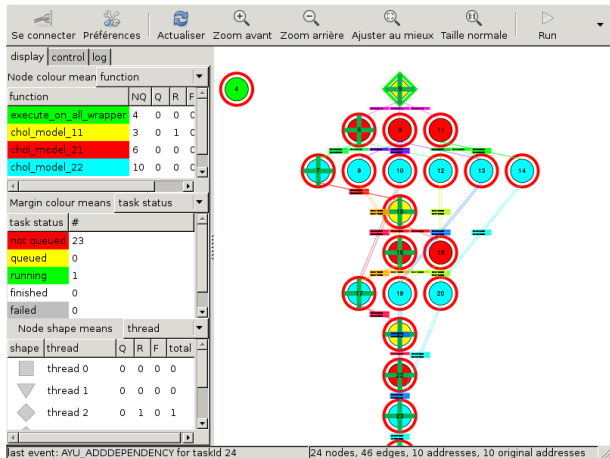 Se connecter Préférences Actualiser Zoom avant Zoom arrière Ajuster au mieux Taille normale Run
display control log
Node colour mean function
function NQ Q R F
execute_on_all_wrapper 4 0 0 0
chol_model_11 3 0 1 0
chol_model_21 6 0 0 0
chol_model_22 10 0 0 0
Margin colour means task status
task status #
not queued 23
queued 0
running 1
finished 0
failed 0
Node shape means thread
shape thread Q R F total
thread 0 0 0 0 0
thread 1 0 0 0 0
thread 2 0 1 0 1
4
8 11
7 9 10 12 13 14
16
17 19 20
23
last event: AYU_ADDDEPENDENCY for taskId 24
24 nodes, 46 edges, 10 addresses, 10 original addresses